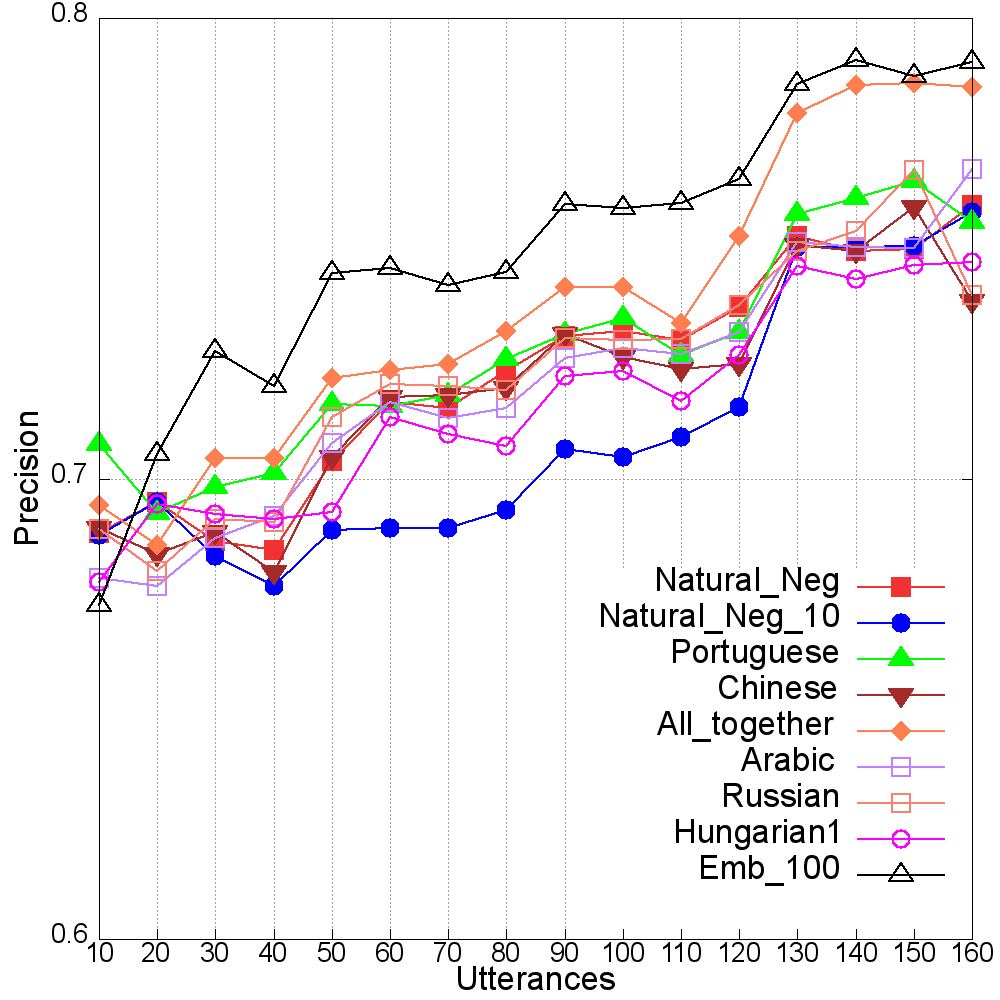 0.8
0.7
0.6
Precision
Natural_Neg
Natural_Neg_10
Portuguese
Chinese
All_together
Arabic
Russian
Hungarian1
Emb_100
10 20 30 40 50 60 70 80 90 100 110 120 130 140 150 160
Utterances